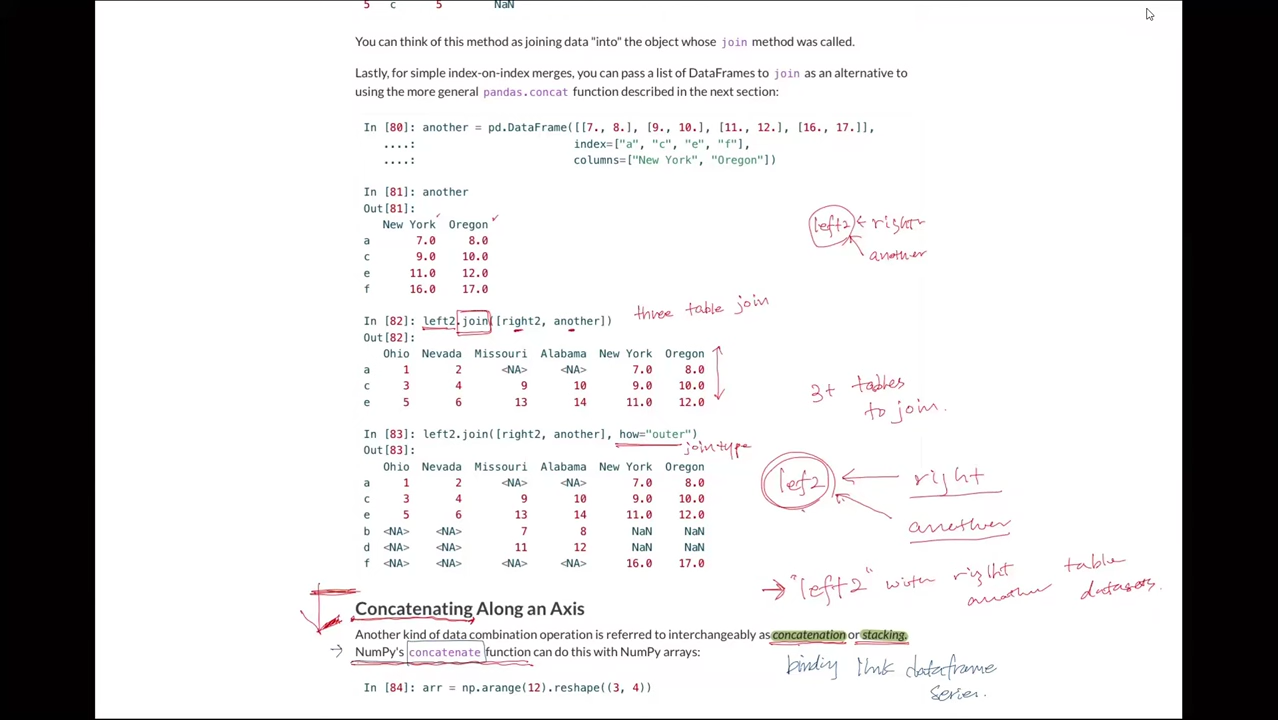 5 c 5 NaN
You can think of this method as joining data "into" the object whose join method was called.
Lastly, for simple index-on-index merges, you can pass a list of DataFrames to join as an alternative to
using the more general pandas.concat function described in the next section:
In [80]: another = pd.DataFrame([[7., 8.], [9., 10.], [11., 12.], [16., 17.]],
....: index=["a", "c", "e", "f"],
....: columns=["New York", "Oregon"])
In [81]: another
Out[81]:
New York Oregon
a 7.0 8.0
c 9.0 10.0
e 11.0 12.0
f 16.0 17.0
left2 ← right
another
In [82]: left2.join([right2, another])
three table join
Out[82]:
Ohio Nevada Missouri Alabama New York Oregon
a 1 2 <NA> <NA> 7.0 8.0
c 3 4 9 10 9.0 10.0
e 5 6 13 14 11.0 12.0
3+ tables
to join.
In [83]: left2.join([right2, another], how="outer")
join type
Out[83]:
Ohio Nevada Missouri Alabama New York Oregon
a 1 2 <NA> <NA> 7.0 8.0
c 3 4 9 10 9.0 10.0
e 5 6 13 14 11.0 12.0
b <NA> <NA> 7 8 NaN NaN
d <NA> <NA> 11 12 NaN NaN
f <NA> <NA> <NA> <NA> 16.0 17.0
lef2 ← right
another
→ "left2" with right table
another datasets.
Concatenating Along an Axis
Another kind of data combination operation is referred to interchangeably as concatenation or stacking.
→ NumPy's concatenate function can do this with NumPy arrays:
link dataframe
series.
In [84]: arr = np.arange(12).reshape((3, 4))